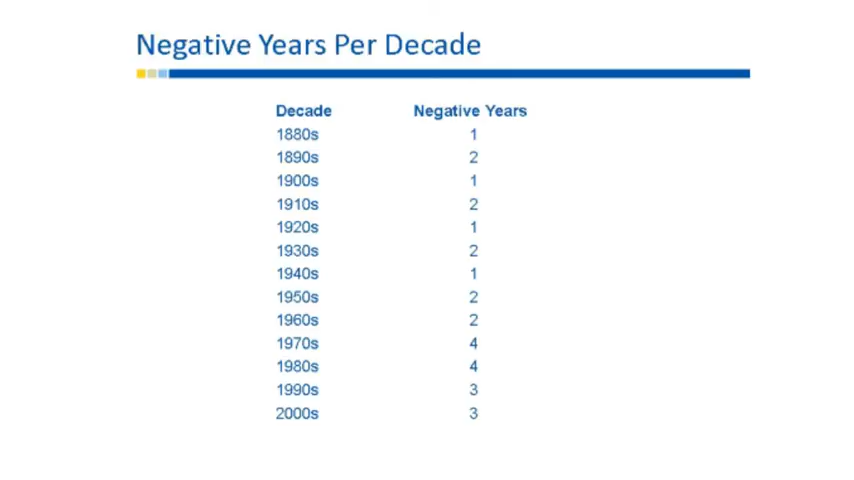 Negative Years Per Decade
Decade Negative Years
1880s 1
1890s 2
1900s 1
1910s 2
1920s 1
1930s 2
1940s 1
1950s 2
1960s 2
1970s 4
1980s 4
1990s 3
2000s 3